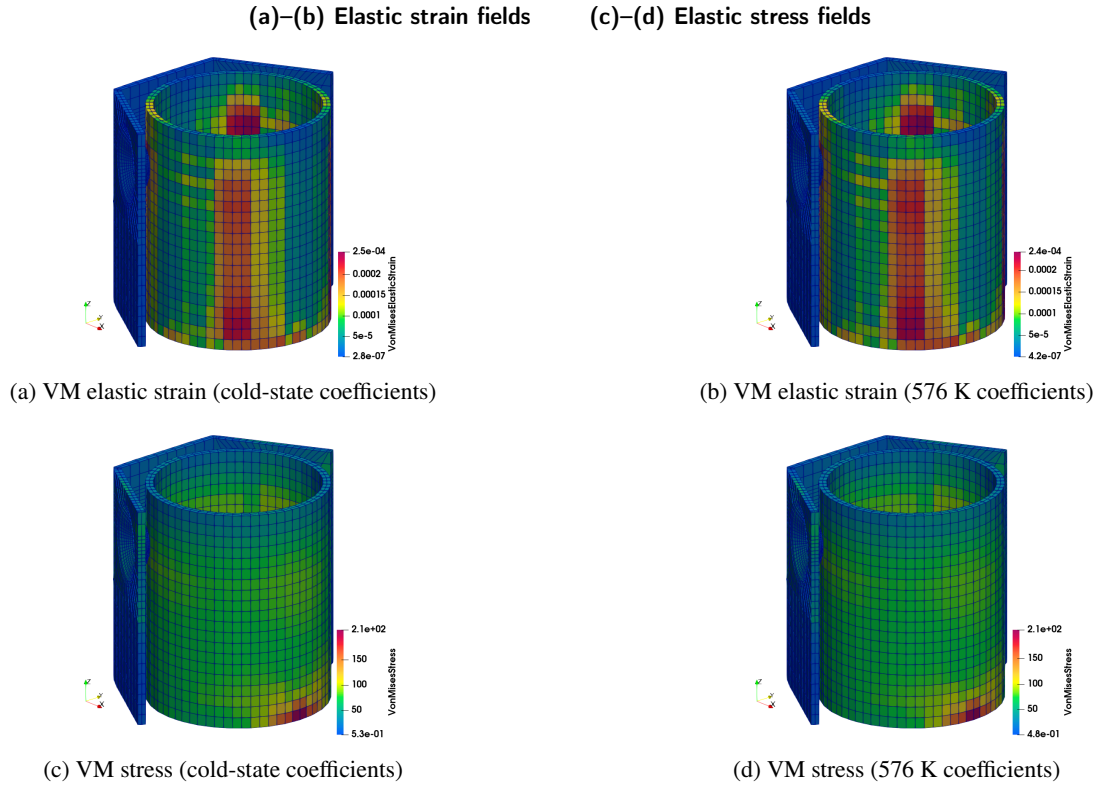 (a)–(b) Elastic strain fields (c)–(d) Elastic stress fields
2.5e-04
0.0002
0.00015
0.0001
5e-5
2.8e-07
VonMisesElasticStrain
Z
Y
X
2.4e-04
0.0002
0.00015
0.0001
5e-5
4.2e-07
VonMisesElasticStrain
Z
Y
X
(a) VM elastic strain (cold-state coefficients)
(b) VM elastic strain (576 K coefficients)
2.1e+02
150
100
50
5.3e-01
VonMisesStress
Z
Y
X
2.1e+02
150
100
50
4.8e-01
VonMisesStress
Z
Y
X
(c) VM stress (cold-state coefficients)
(d) VM stress (576 K coefficients)